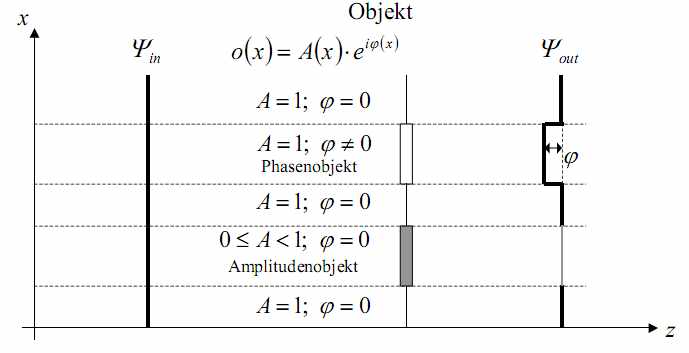 Objekt
x
Ψin
o(x) = A(x)·e^{iφ(x)}
Ψout
A = 1; φ = 0
A = 1; φ ≠ 0
Phasenobjekt
φ
A = 1; φ = 0
0 ≤ A < 1; φ = 0
Amplitudenobjekt
A = 1; φ = 0
z